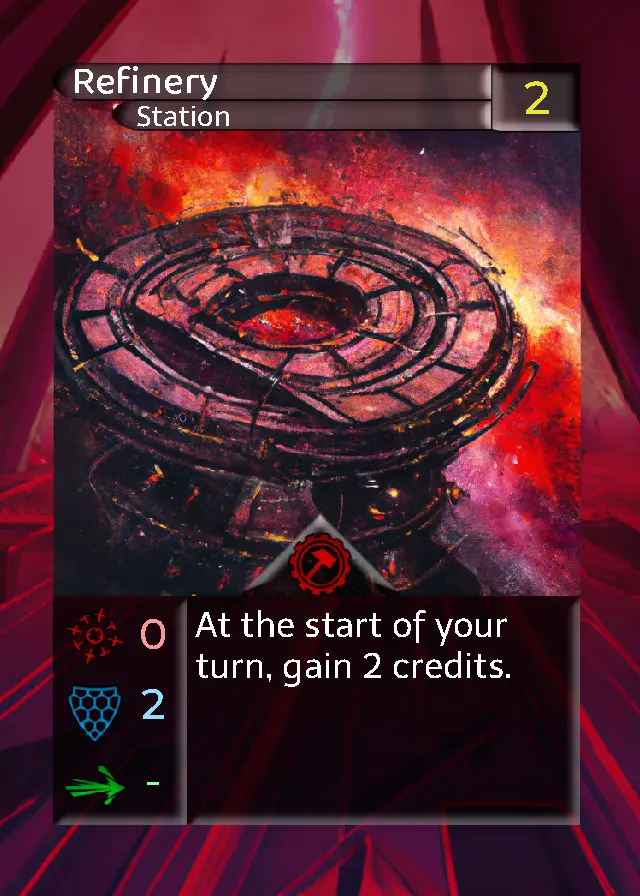 Refinery
2
Station
0
At the start of your
turn, gain 2 credits.
2
-